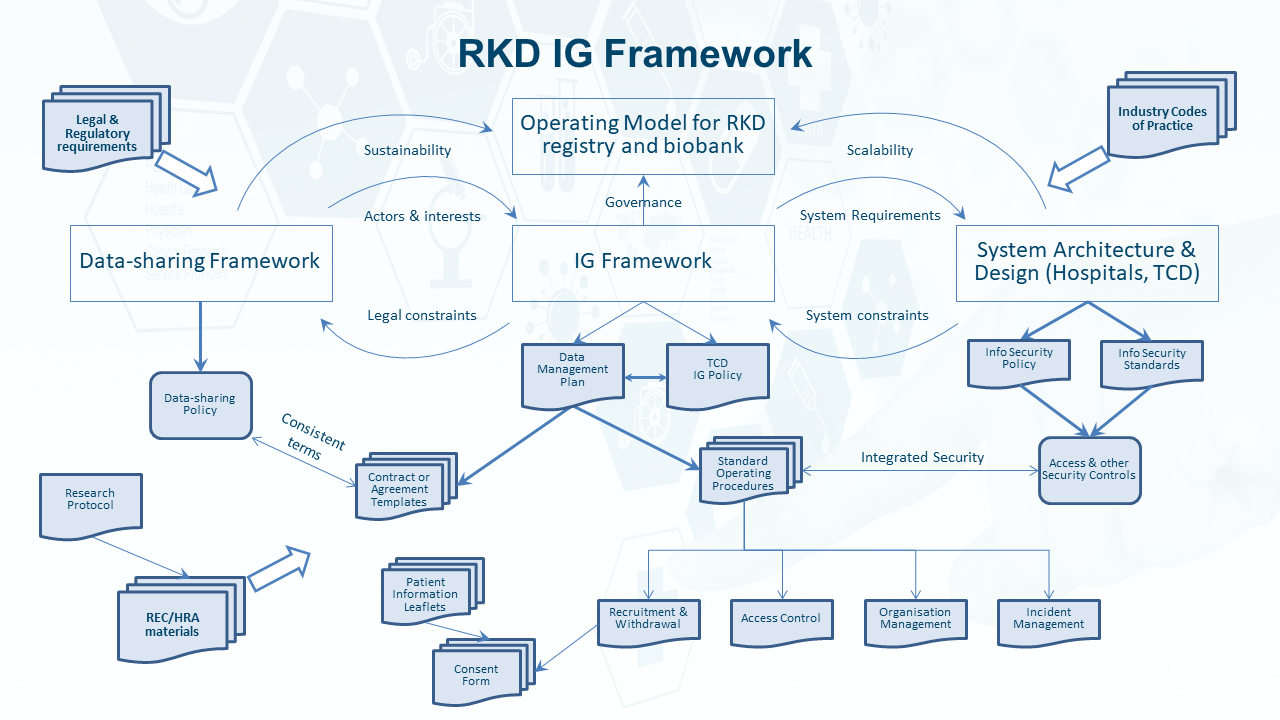 RKD IG Framework
Legal &
Regulatory
requirements
Industry Codes
of Practice
Operating Model for RKD
registry and biobank
Sustainability
Scalability
Actors & interests
Governance
System Requirements
Data-sharing Framework
IG Framework
System Architecture &
Design (Hospitals, TCD)
Legal constraints
System constraints
Data
Management
Plan
TCD
IG Policy
Info Security
Policy
Info Security
Standards
Data-sharing
Policy
Consistent
terms
Contract or
Agreement
Templates
Standard
Operating
Procedures
Integrated Security
Access & other
Security Controls
Research
Protocol
REC/HRA
materials
Patient
Information
Leaflets
Consent
Form
Recruitment &
Withdrawal
Access Control
Organisation
Management
Incident
Management
HEALTH
Hospital
Physician